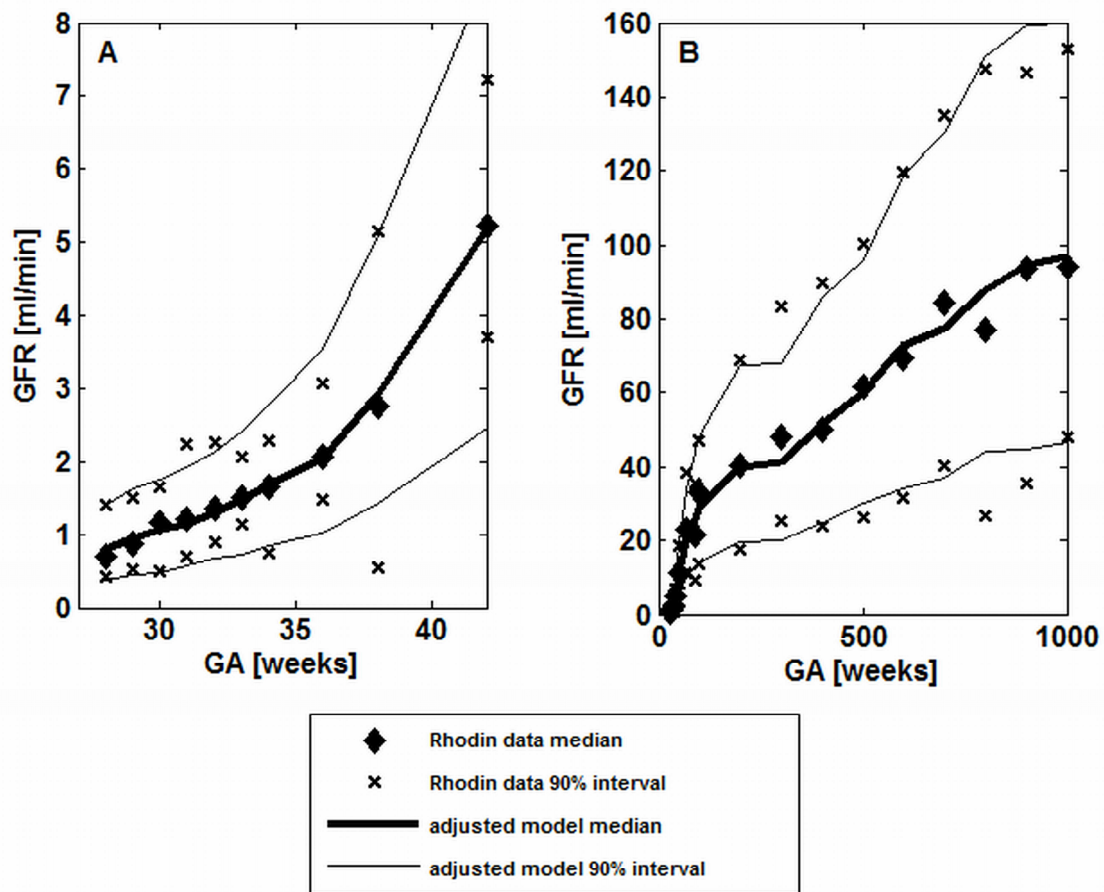 A
8
7
6
5
4
3
2
1
0
30
35
40
GFR [ml/min]
GA [weeks]
B
160
140
120
100
80
60
40
20
0
0
500
1000
GFR [ml/min]
GA [weeks]
Rhodin data median
Rhodin data 90% interval
adjusted model median
adjusted model 90% interval